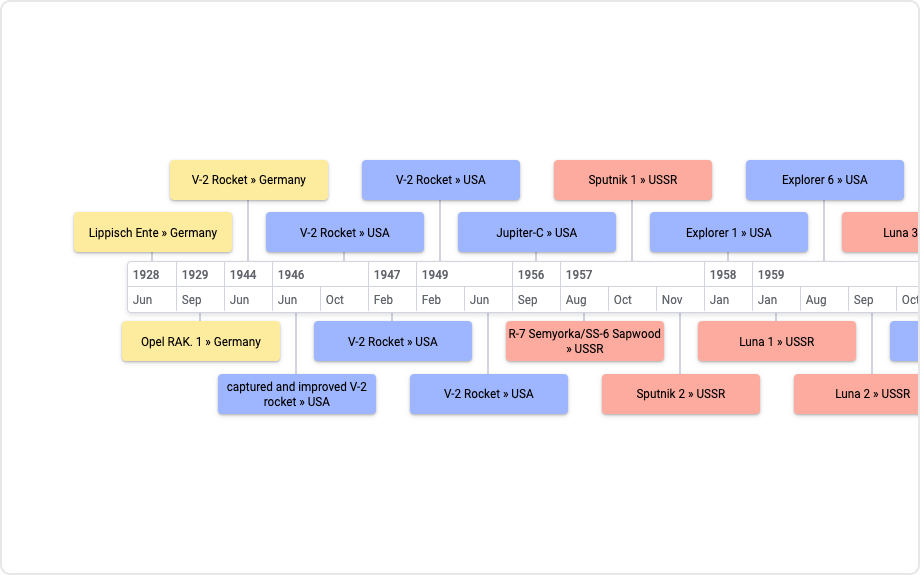 V-2 Rocket » Germany
V-2 Rocket » USA
Sputnik 1 » USSR
Explorer 6 » USA
Lippisch Ente » Germany
V-2 Rocket » USA
Jupiter-C » USA
Explorer 1 » USA
Luna 3
1928 1929 1944 1946 1947 1949 1956 1957 1958 1959
Jun Sep Jun Jun Oct Feb Feb Jun Sep Aug Oct Nov Jan Jan Aug Sep Oct
Opel RAK. 1 » Germany
V-2 Rocket » USA
R-7 Semyorka/SS-6 Sapwood
» USSR
Luna 1 » USSR
captured and improved V-2
rocket » USA
V-2 Rocket » USA
Sputnik 2 » USSR
Luna 2 » USSR